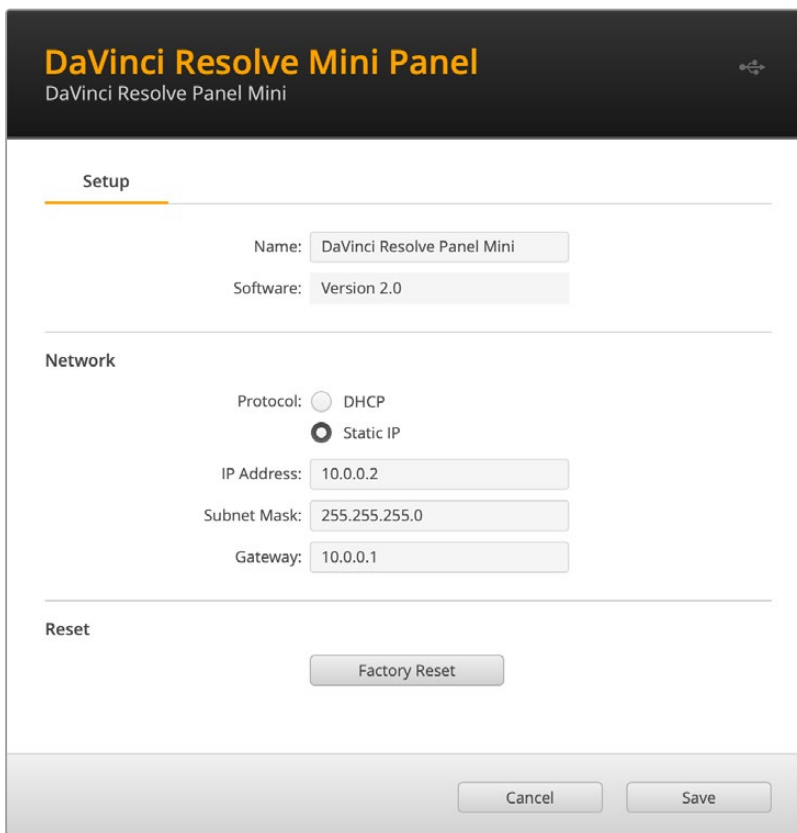 DaVinci Resolve Mini Panel
DaVinci Resolve Panel Mini
Setup
Name: DaVinci Resolve Panel Mini
Software: Version 2.0
Network
Protocol: DHCP
Static IP
IP Address: 10.0.0.2
Subnet Mask: 255.255.255.0
Gateway: 10.0.0.1
Reset
Factory Reset
Cancel Save